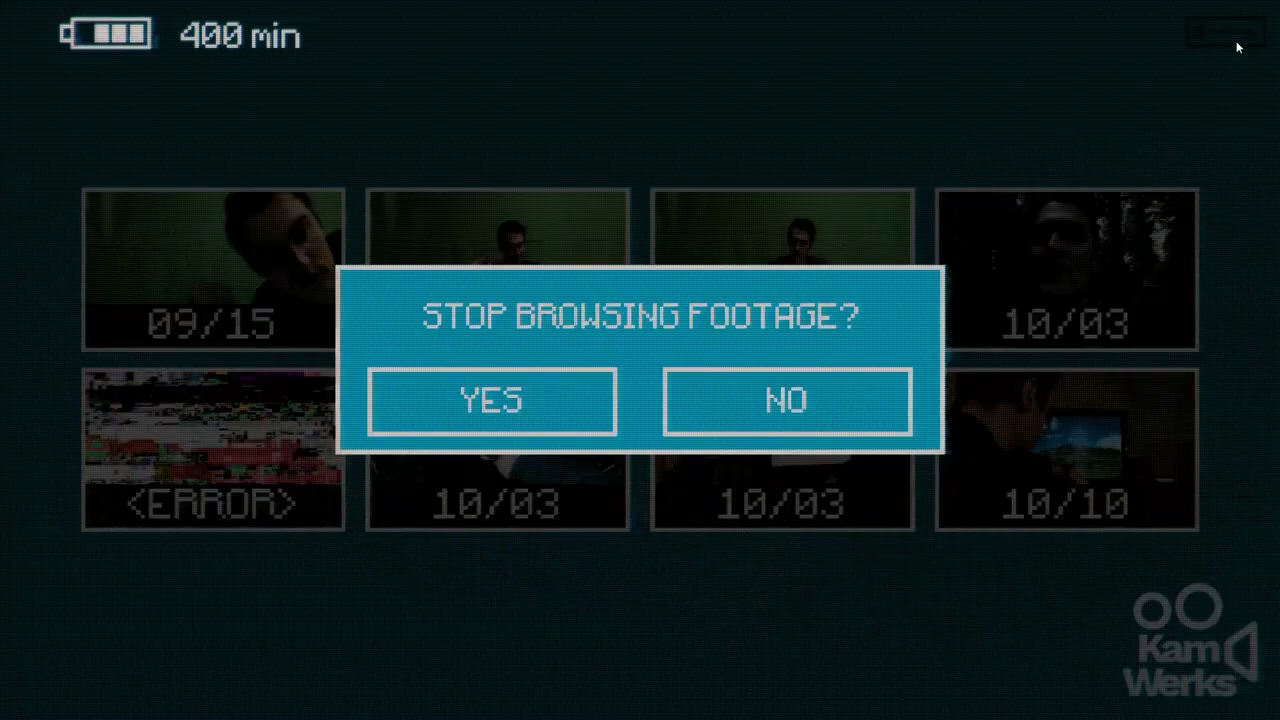 400 min
STOP BROWSING FOOTAGE?
YES
NO
09/15
10/03
<ERROR>
10/03
10/03
10/10
Kam
Werks